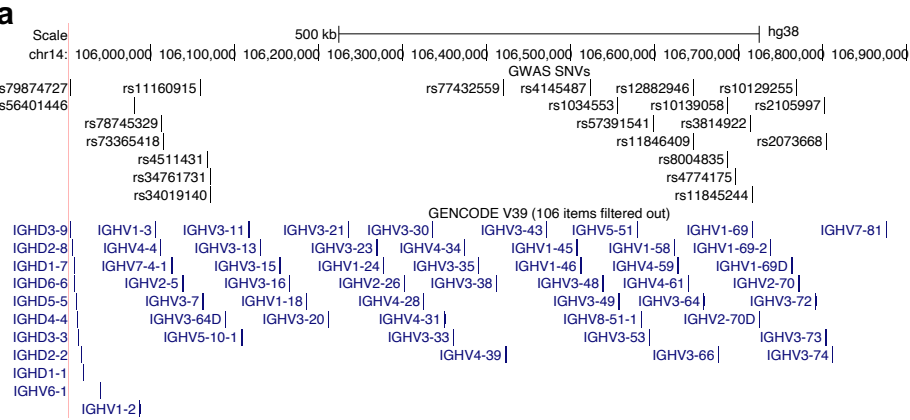 a
Scale 500 kb hg38
chr14: 106,000,000 106,100,000 106,200,000 106,300,000 106,400,000 106,500,000 106,600,000 106,700,000 106,800,000 106,900,000
GWAS SNVs
rs79874727 rs11160915 rs77432559 rs4145487 rs12882946 rs10129255
rs56401446 rs1034553 rs10139058 rs2105997
rs78745329 rs57391541 rs3814922
rs73365418 rs11846409 rs2073668
rs4511431 rs8004835
rs34761731 rs4774175
rs34019140 rs11845244
GENCODE V39 (106 items filtered out)
IGHD3-9 IGHV1-3 IGHV3-11 IGHV3-21 IGHV3-30 IGHV3-43 IGHV5-51 IGHV1-69 IGHV7-81
IGHD2-8 IGHV4-4 IGHV3-13 IGHV3-23 IGHV4-34 IGHV1-45 IGHV1-58 IGHV1-69-2
IGHD1-7 IGHV7-4-1 IGHV3-15 IGHV1-24 IGHV3-35 IGHV1-46 IGHV4-59 IGHV1-69D
IGHD6-6 IGHV2-5 IGHV3-16 IGHV2-26 IGHV3-38 IGHV3-48 IGHV4-61 IGHV2-70
IGHD5-5 IGHV3-7 IGHV1-18 IGHV4-28 IGHV3-49 IGHV3-64 IGHV3-72
IGHD4-4 IGHV3-64D IGHV3-20 IGHV4-31 IGHV8-51-1 IGHV2-70D
IGHD3-3 IGHV5-10-1 IGHV3-33 IGHV3-53 IGHV3-73
IGHD2-2 IGHV4-39 IGHV3-66 IGHV3-74
IGHD1-1
IGHV6-1
IGHV1-2